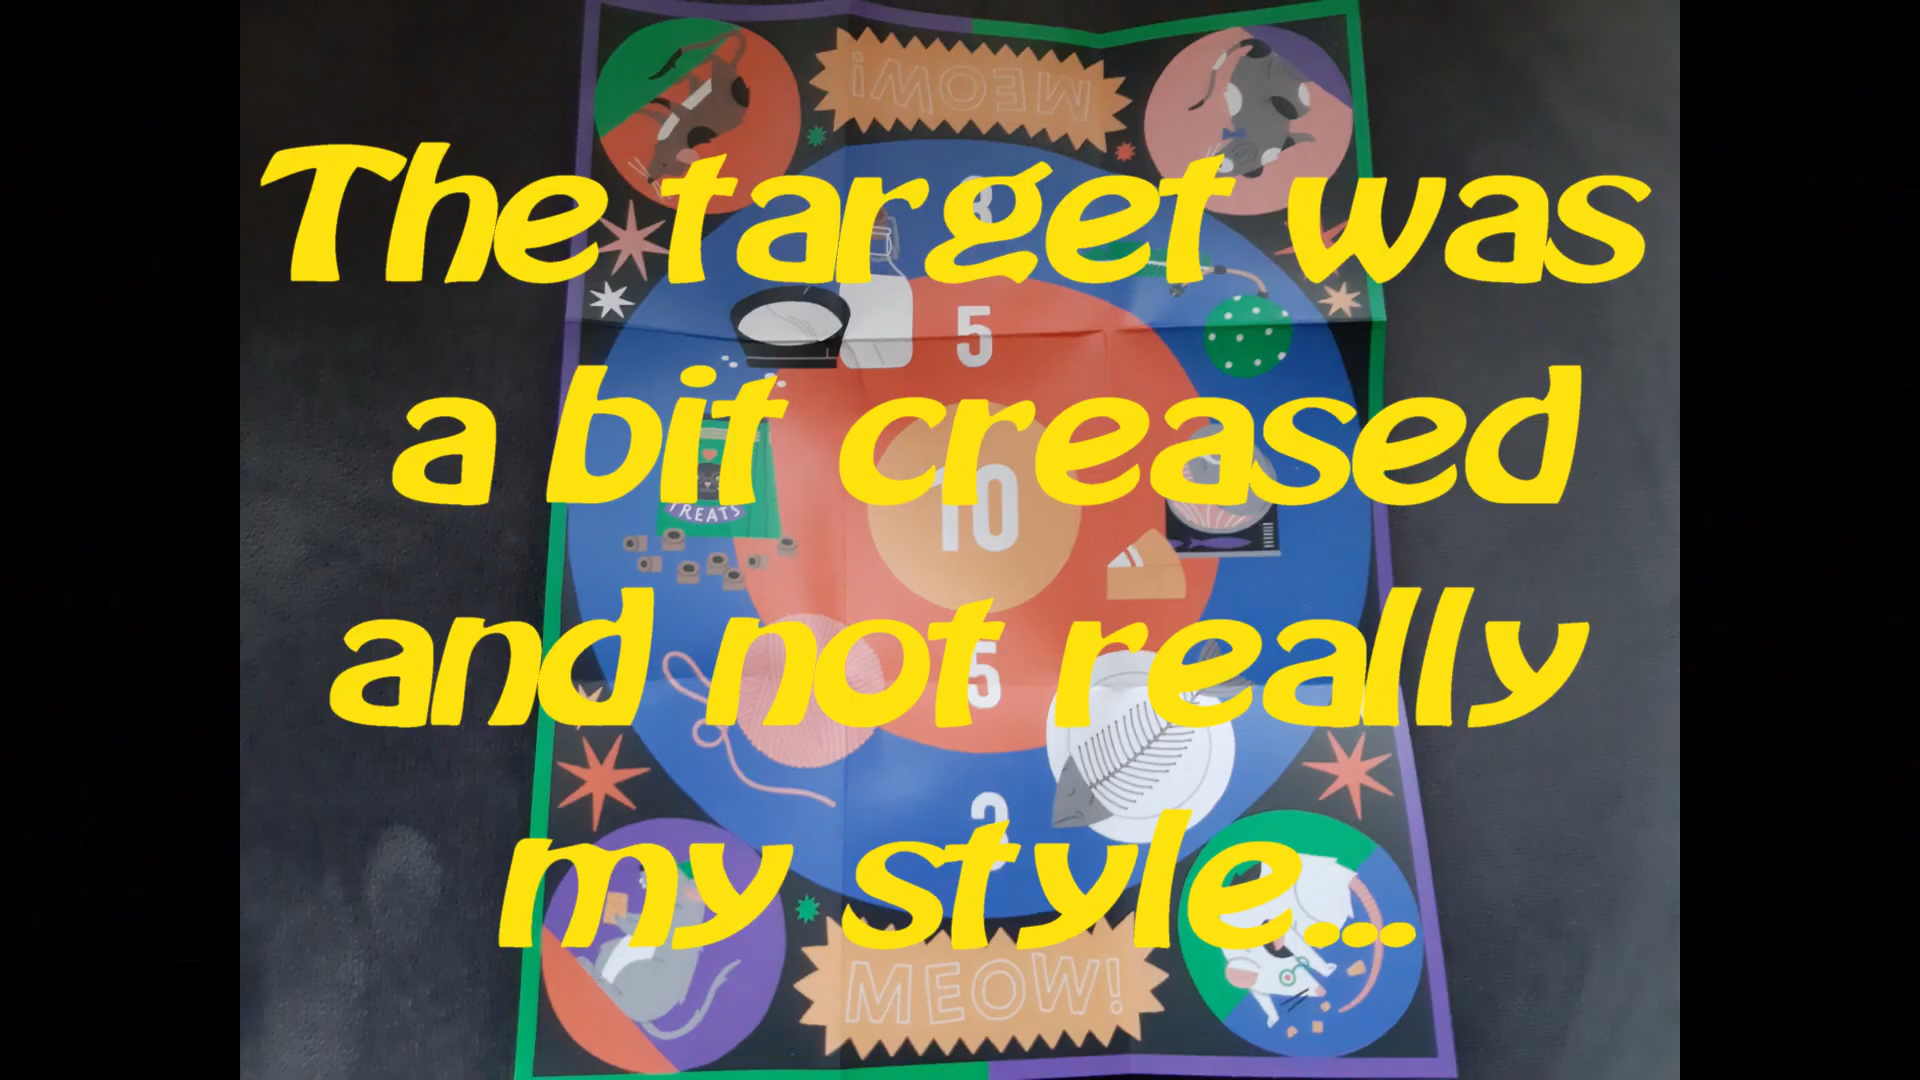 MEOW!
The target was
5
a bit creased
10
TREATS
and not really
5
my style...
MEOW!